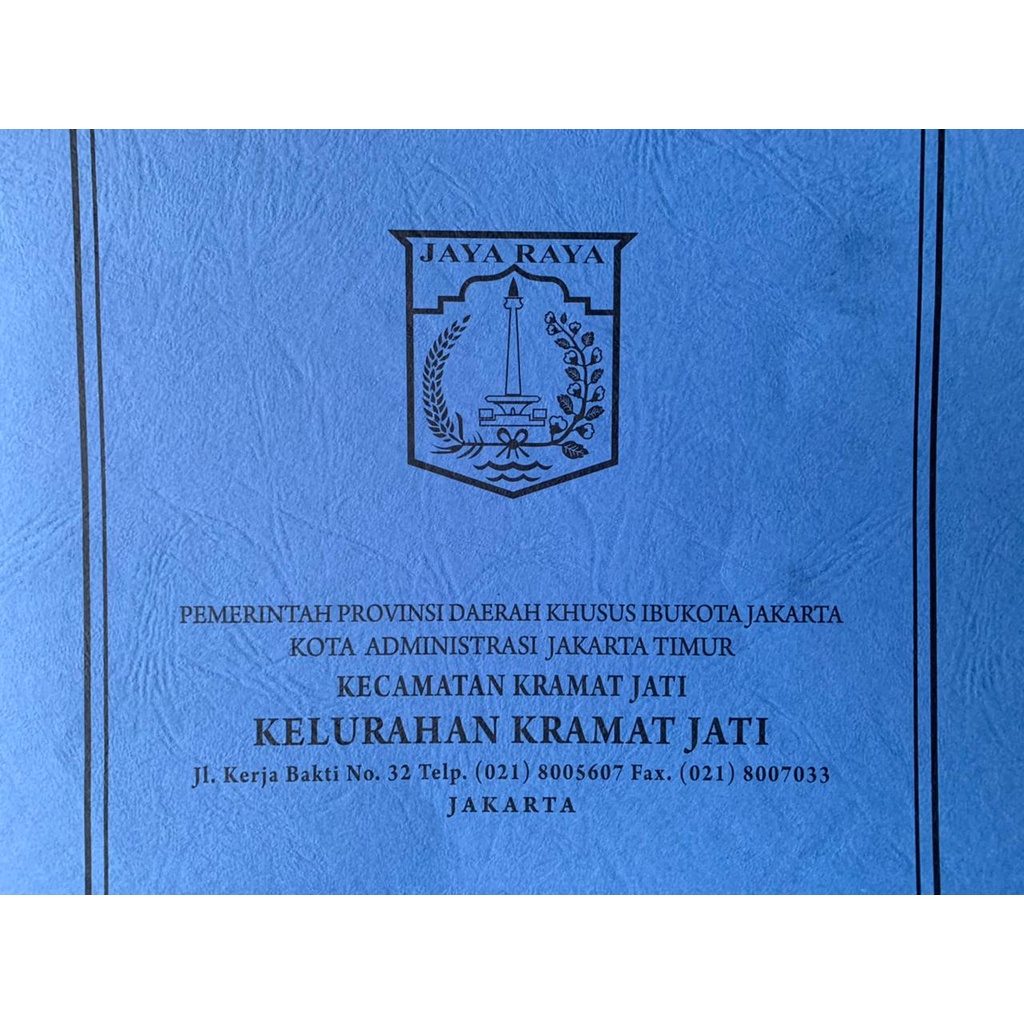 JAYA RAYA
PEMERINTAH PROVINSI DAERAH KHUSUS IBUKOTA JAKARTA
KOTA ADMINISTRASI JAKARTA TIMUR
KECAMATAN KRAMAT JATI
KELURAHAN KRAMAT JATI
Jl. Kerja Bakti No. 32 Telp. (021) 8005607 Fax. (021) 8007033
JAKARTA